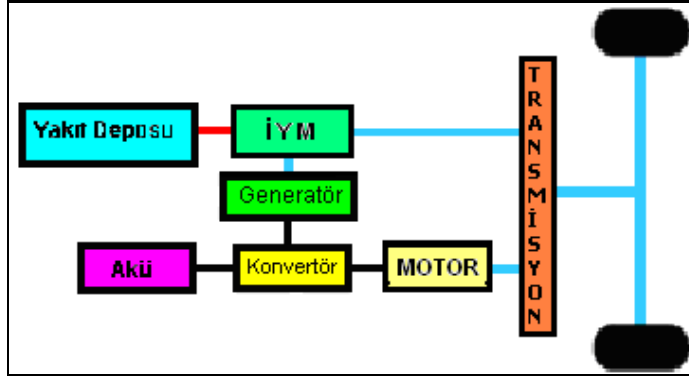 Yakıt Deposu
İYM
Generatör
Akü
Konvertör
MOTOR
TRANSMİSYON